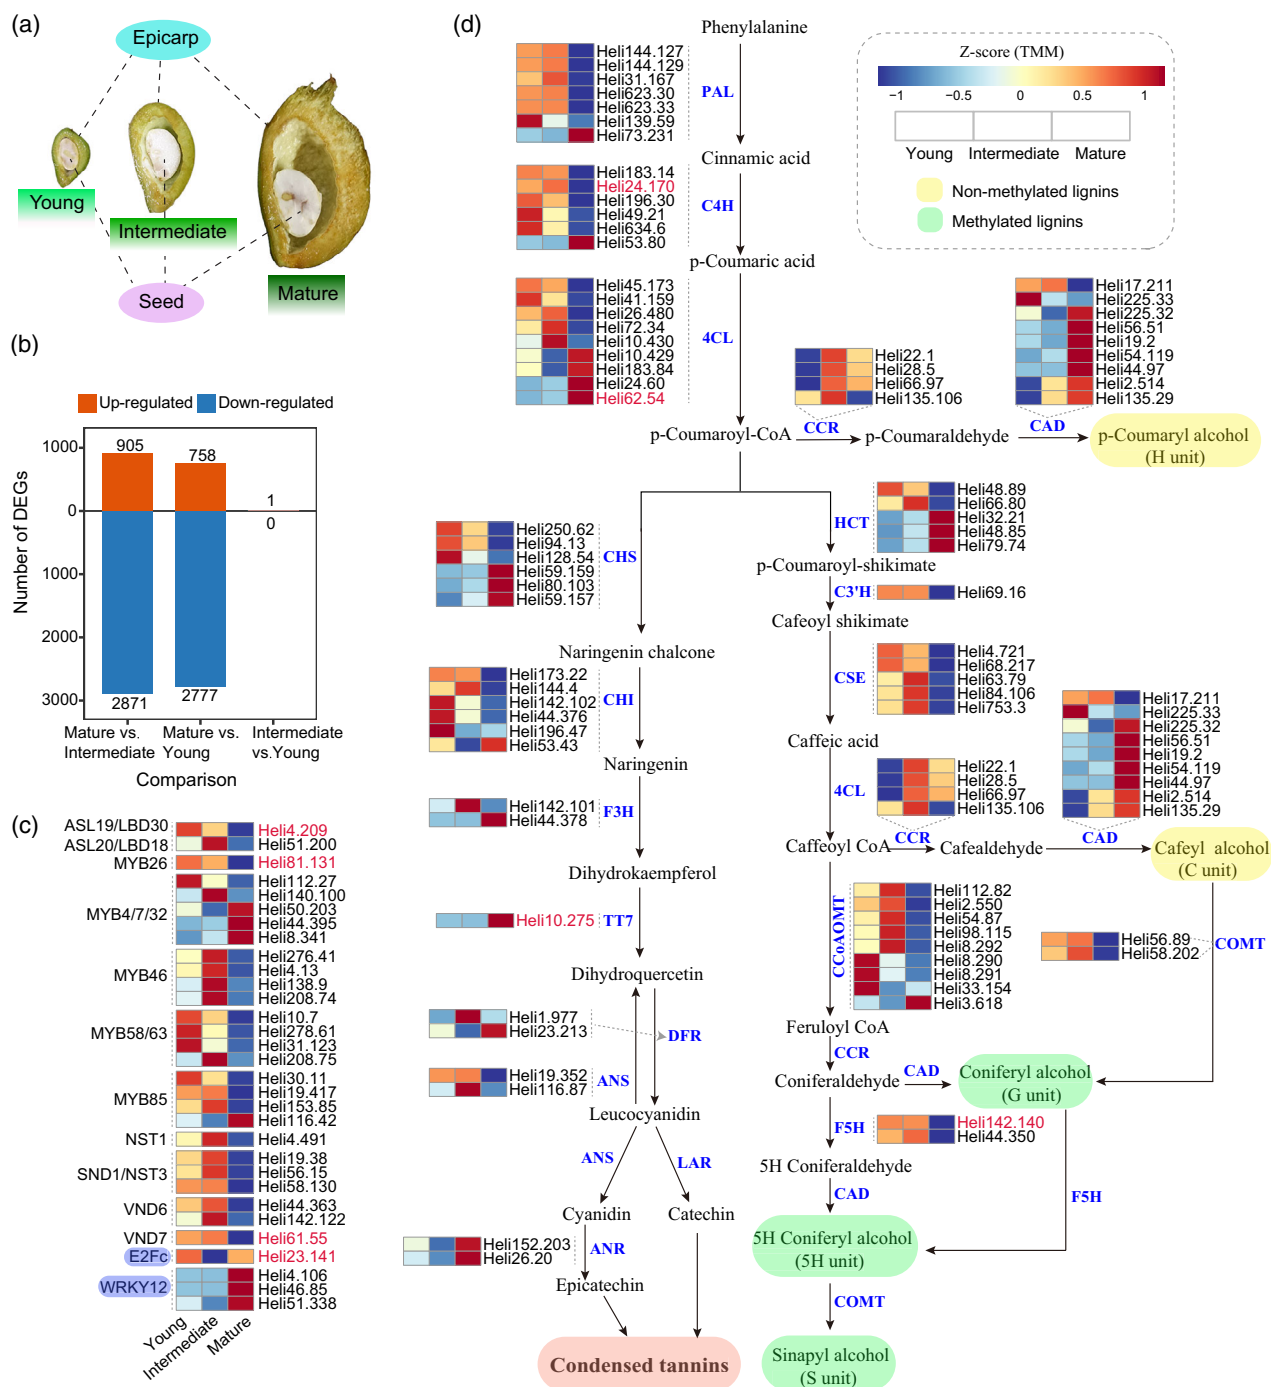 (a)
Epicarp
Young
Intermediate
Mature
Seed
(b)
Up-regulated
Down-regulated
Number of DEGs
1000
0
1000
2000
3000
905
758
1
0
2871
2777
Mature vs. Intermediate
Mature vs. Young
Intermediate vs.Young
Comparison
(c)
ASL19/LBD30
Heli4.209
ASL20/LBD18
Heli51.200
MYB26
Heli81.131
MYB4/7/32
Heli112.27
Heli140.100
Heli50.203
Heli44.395
Heli8.341
MYB46
Heli276.41
Heli4.13
Heli138.9
Heli208.74
MYB58/63
Heli10.7
Heli278.61
Heli31.123
Heli208.75
MYB85
Heli30.11
Heli19.417
Heli153.85
Heli116.42
NST1
Heli4.491
SND1/NST3
Heli19.38
Heli56.15
Heli58.130
VND6
Heli44.363
Heli142.122
VND7
Heli61.55
E2Fc
Heli23.141
WRKY12
Heli4.106
Heli46.85
Heli51.338
Young
Intermediate
Mature
(d)
Phenylalanine
Heli144.127
Heli144.129
Heli31.167
Heli623.30
Heli623.33
Heli139.59
Heli73.231
PAL
Cinnamic acid
Heli183.14
Heli24.170
Heli196.30
Heli49.21
Heli634.6
Heli53.80
C4H
p-Coumaric acid
Heli45.173
Heli41.159
Heli26.480
Heli72.34
Heli10.430
Heli10.429
Heli183.84
Heli24.60
Heli62.54
4CL
Z-score (TMM)
−1
−0.5
0
0.5
1
Young
Intermediate
Mature
Non-methylated lignins
Methylated lignins
p-Coumaroyl-CoA
Heli22.1
Heli28.5
Heli66.97
Heli135.106
CCR
p-Coumaraldehyde
Heli17.211
Heli225.33
Heli225.32
Heli56.51
Heli19.2
Heli54.119
Heli44.97
Heli2.514
Heli135.29
CAD
p-Coumaryl alcohol
(H unit)
Heli250.62
Heli94.13
Heli128.54
Heli59.159
Heli80.103
Heli59.157
CHS
Naringenin chalcone
Heli173.22
Heli144.4
Heli142.102
Heli44.376
Heli196.47
Heli53.43
CHI
Naringenin
Heli142.101
Heli44.378
F3H
Dihydrokaempferol
Heli10.275
TT7
Dihydroquercetin
Heli1.977
Heli23.213
DFR
Heli19.352
Heli116.87
ANS
Leucocyanidin
ANS
LAR
Cyanidin
Catechin
Heli152.203
Heli26.20
ANR
Epicatechin
Condensed tannins
HCT
Heli48.89
Heli66.80
Heli32.21
Heli48.85
Heli79.74
p-Coumaroyl-shikimate
C3'H
Heli69.16
Cafeoyl shikimate
CSE
Heli4.721
Heli68.217
Heli63.79
Heli84.106
Heli753.3
Caffeic acid
4CL
Heli22.1
Heli28.5
Heli66.97
Heli135.106
CCR
Caffeoyl CoA
Cafealdehyde
Heli17.211
Heli225.33
Heli225.32
Heli56.51
Heli19.2
Heli54.119
Heli44.97
Heli2.514
Heli135.29
CAD
Cafeyl alcohol
(C unit)
CCoAOMT
Heli112.82
Heli2.550
Heli54.87
Heli98.115
Heli8.292
Heli8.290
Heli8.291
Heli33.154
Heli3.618
Heli56.89
Heli58.202
COMT
Feruloyl CoA
CCR
Coniferaldehyde
CAD
Coniferyl alcohol
(G unit)
F5H
Heli142.140
Heli44.350
5H Coniferaldehyde
CAD
F5H
5H Coniferyl alcohol
(5H unit)
COMT
Sinapyl alcohol
(S unit)